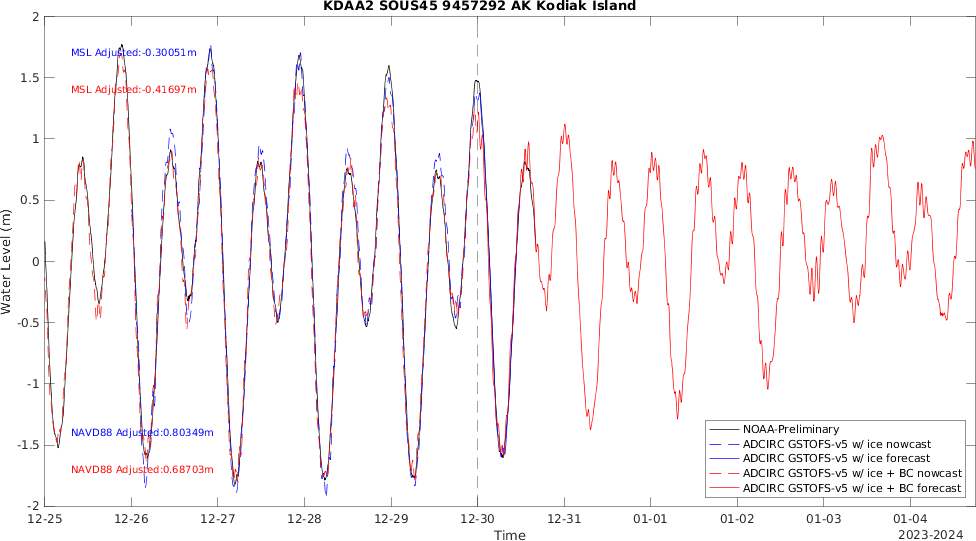 KDAA2 SOUS45 9457292 AK Kodiak Island
2
1.5
1
0.5
0
-0.5
-1
-1.5
-2
Water Level (m)
MSL Adjusted:-0.30051m
MSL Adjusted:-0.41697m
NAVD88 Adjusted:0.80349m
NAVD88 Adjusted:0.68703m
NOAA-Preliminary
ADCIRC GSTOFS-v5 w/ ice nowcast
ADCIRC GSTOFS-v5 w/ ice forecast
ADCIRC GSTOFS-v5 w/ ice + BC nowcast
ADCIRC GSTOFS-v5 w/ ice + BC forecast
12-25 12-26 12-27 12-28 12-29 12-30 12-31 01-01 01-02 01-03 01-04
Time
2023-2024